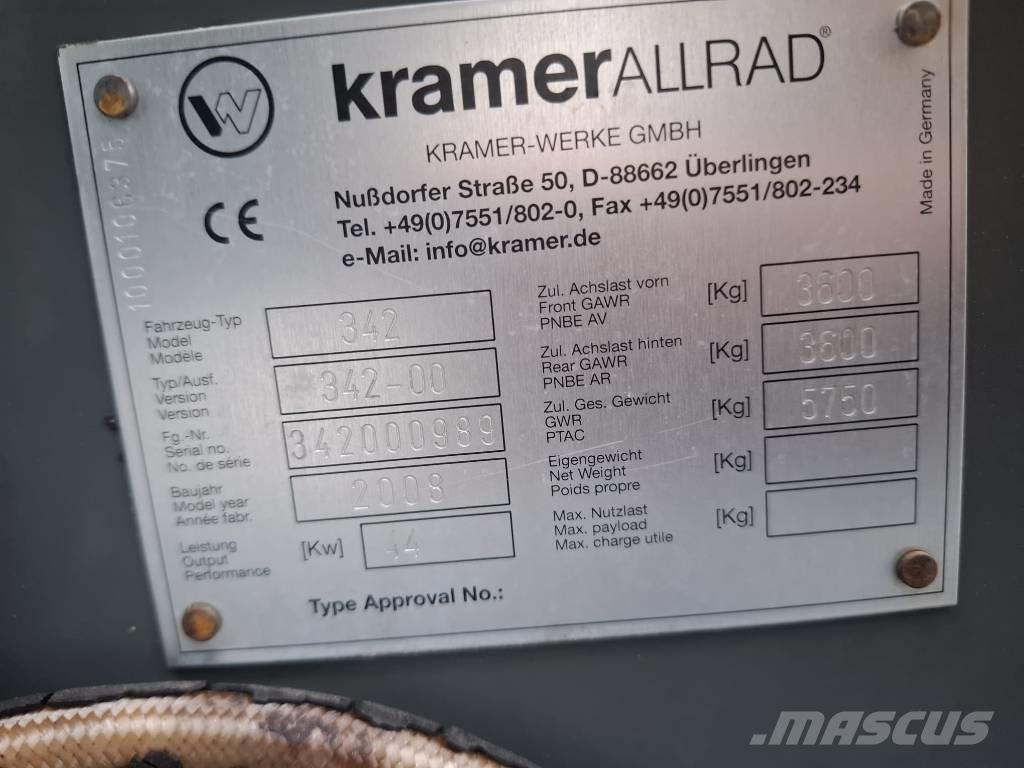 kramerALLRAD®
KRAMER-WERKE GMBH
Nußdorfer Straße 50, D-88662 Überlingen
Tel. +49(0)7551/802-0, Fax +49(0)7551/802-234
e-Mail: info@kramer.de
CE
Made in Germany
1000106375
Fahrzeug-Typ
Model
Modèle
342
Typ/Ausf.
Version
Version
342-00
Fg.-Nr.
Serial no.
No. de série
342000989
Baujahr
Model year
Année fabr.
2008
Leistung
Output
Performance
[Kw]
44
Zul. Achslast vorn
Front GAWR
PNBE AV
[Kg]
3600
Zul. Achslast hinten
Rear GAWR
PNBE AR
[Kg]
3600
Zul. Ges. Gewicht
GWR
PTAC
[Kg]
5750
Eigengewicht
Net Weight
Poids propre
[Kg]
Max. Nutzlast
Max. payload
Max. charge utile
[Kg]
Type Approval No.:
MASCUS